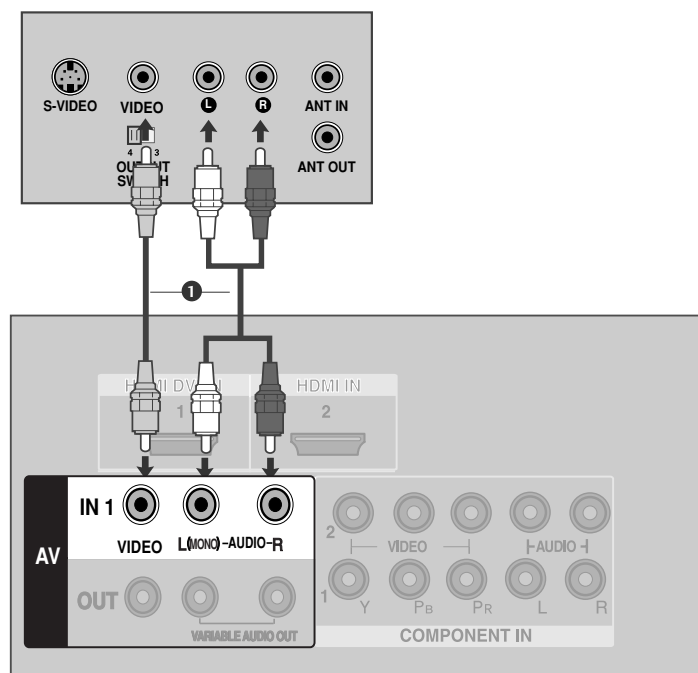 S-VIDEO VIDEO L R ANT IN
4 3
SWITCH ANT OUT
1
HDMI IN
1 2
IN 1
VIDEO L(MONO) -AUDIO- R
AV
OUT
VARIABLE AUDIO OUT
2
VIDEO AUDIO
1 Y PB PR L R
COMPONENT IN